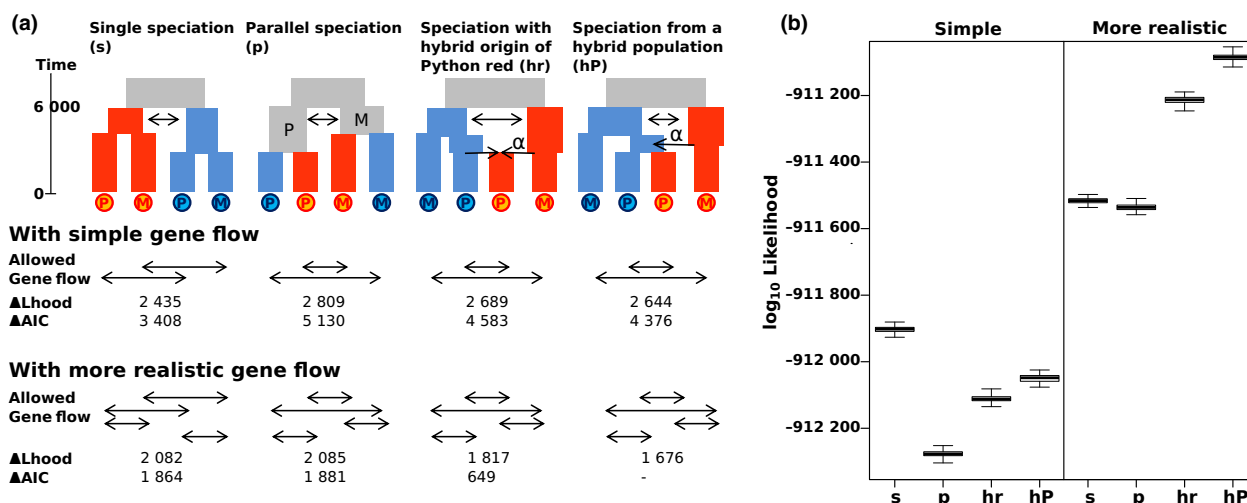 (a)
Single speciation
(s)
Parallel speciation
(p)
Speciation with
hybrid origin of
Python red (hr)
Speciation from a
hybrid population
(hP)
Time
6 000
0
P M
α
α
P M P M
P P M M
M P P M
M P P M
With simple gene flow
Allowed
Gene flow
▲Lhood 2 435 2 809 2 689 2 644
▲AIC 3 408 5 130 4 583 4 376
With more realistic gene flow
Allowed
Gene flow
▲Lhood 2 082 2 085 1 817 1 676
▲AIC 1 864 1 881 649 -
(b)
Simple More realistic
log₁₀ Likelihood
–911 200
–911 400
–911 600
–911 800
–912 000
–912 200
s p hr hP s p hr hP